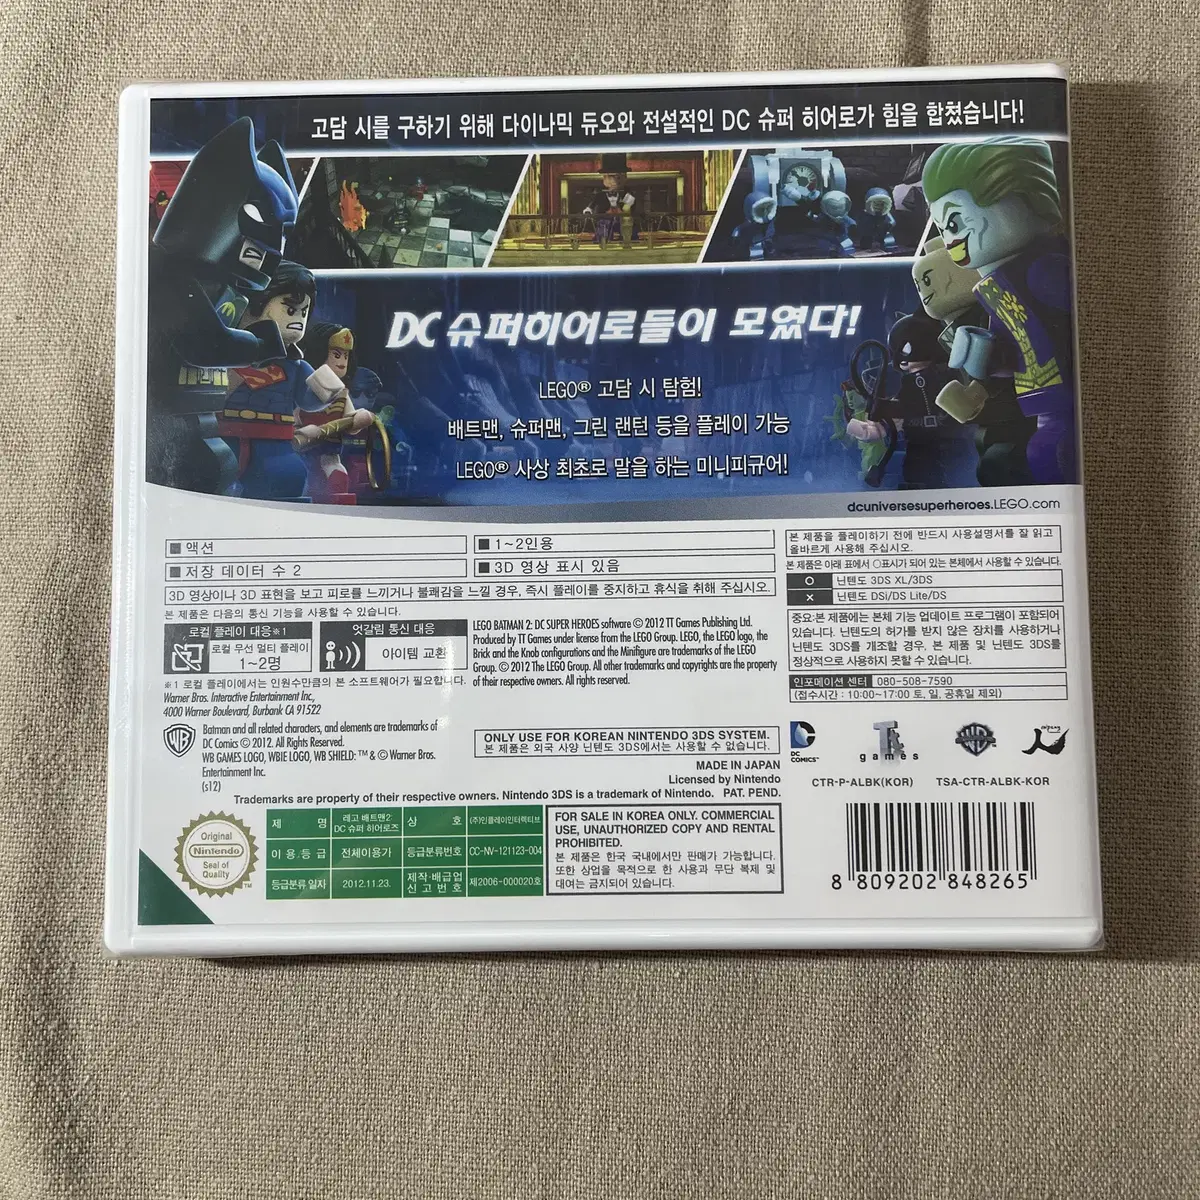 고담 시를 구하기 위해 다이나믹 듀오와 전설적인 DC 슈퍼 히어로가 힘을 합쳤습니다!
DC 슈퍼히어로들이 모였다!
LEGO® 고담 시 탐험!
배트맨, 슈퍼맨, 그린 랜턴 등을 플레이 가능
LEGO® 사상 최초로 말을 하는 미니피규어!
dcuniversesuperheroes.LEGO.com
■ 액션
■ 1~2인용
■ 저장 데이터 수 2
■ 3D 영상 표시 있음
3D 영상이나 3D 표현을 보고 피로를 느끼거나 불쾌감을 느낄 경우, 즉시 플레이를 중지하고 휴식을 취해 주십시오.
본 제품은 다음의 통신 기능을 사용할 수 있습니다.
로컬 플레이 대응※1
로컬 무선 멀티 플레이
1~2명
엇갈림 통신 대응
아이템 교환
※1 로컬 플레이에서는 인원수만큼의 본 소프트웨어가 필요합니다.
Warner Bros. Interactive Entertainment Inc.,
4000 Warner Boulevard, Burbank CA 91522
LEGO BATMAN 2: DC SUPER HEROES software © 2012 TT Games Publishing Ltd.
Produced by TT Games under license from the LEGO Group. LEGO, the LEGO logo, the
Brick and the Knob configurations and the Minifigure are trademarks of the LEGO
Group. © 2012 The LEGO Group. All other trademarks and copyrights are the property
of their respective owners. All rights reserved.
본 제품을 플레이하기 전에 반드시 사용설명서를 잘 읽고
올바르게 사용해 주십시오.
본 제품은 아래 표에서 ○표시가 되어 있는 본체에서 사용할 수 있습니다.
○ 닌텐도 3DS XL/3DS
× 닌텐도 DSi/DS Lite/DS
중요:본 제품에는 본체 기능 업데이트 프로그램이 포함되어
있습니다. 닌텐도의 허가를 받지 않은 장치를 사용하거나
닌텐도 3DS를 개조할 경우, 본 제품 및 닌텐도 3DS를
정상적으로 사용하지 못할 수 있습니다.
인포메이션 센터 080-508-7590
(접수시간 : 10:00~17:00 토, 일, 공휴일 제외)
WB
Batman and all related characters, and elements are trademarks of
DC Comics © 2012. All Rights Reserved.
WB GAMES LOGO, WBIE LOGO, WB SHIELD: ™ & © Warner Bros.
Entertainment Inc.
(s12)
ONLY USE FOR KOREAN NINTENDO 3DS SYSTEM.
본 제품은 외국 사양 닌텐도 3DS에서는 사용할 수 없습니다.
MADE IN JAPAN
Licensed by Nintendo
Trademarks are property of their respective owners. Nintendo 3DS is a trademark of Nintendo. PAT. PEND.
DC
COMICS™
games
CTR-P-ALBK(KOR) TSA-CTR-ALBK-KOR
Original
Nintendo
Seal of
Quality
TM
제 명 레고 배트맨2 DC 슈퍼 히어로즈 상 호 (주)인플레이인터렉티브
이용등급 전체이용가 등급분류번호 CC-NV-121123-004
등급분류 일자 2012.11.23. 제작·배급업 신고번호 제2006-000020호
FOR SALE IN KOREA ONLY. COMMERCIAL
USE, UNAUTHORIZED COPY AND RENTAL
PROHIBITED.
본 제품은 한국 국내에서만 판매가 가능합니다.
또한 상업을 목적으로 한 사용과 무단 복제 및
대여는 금지되어 있습니다.
8 809202 848265